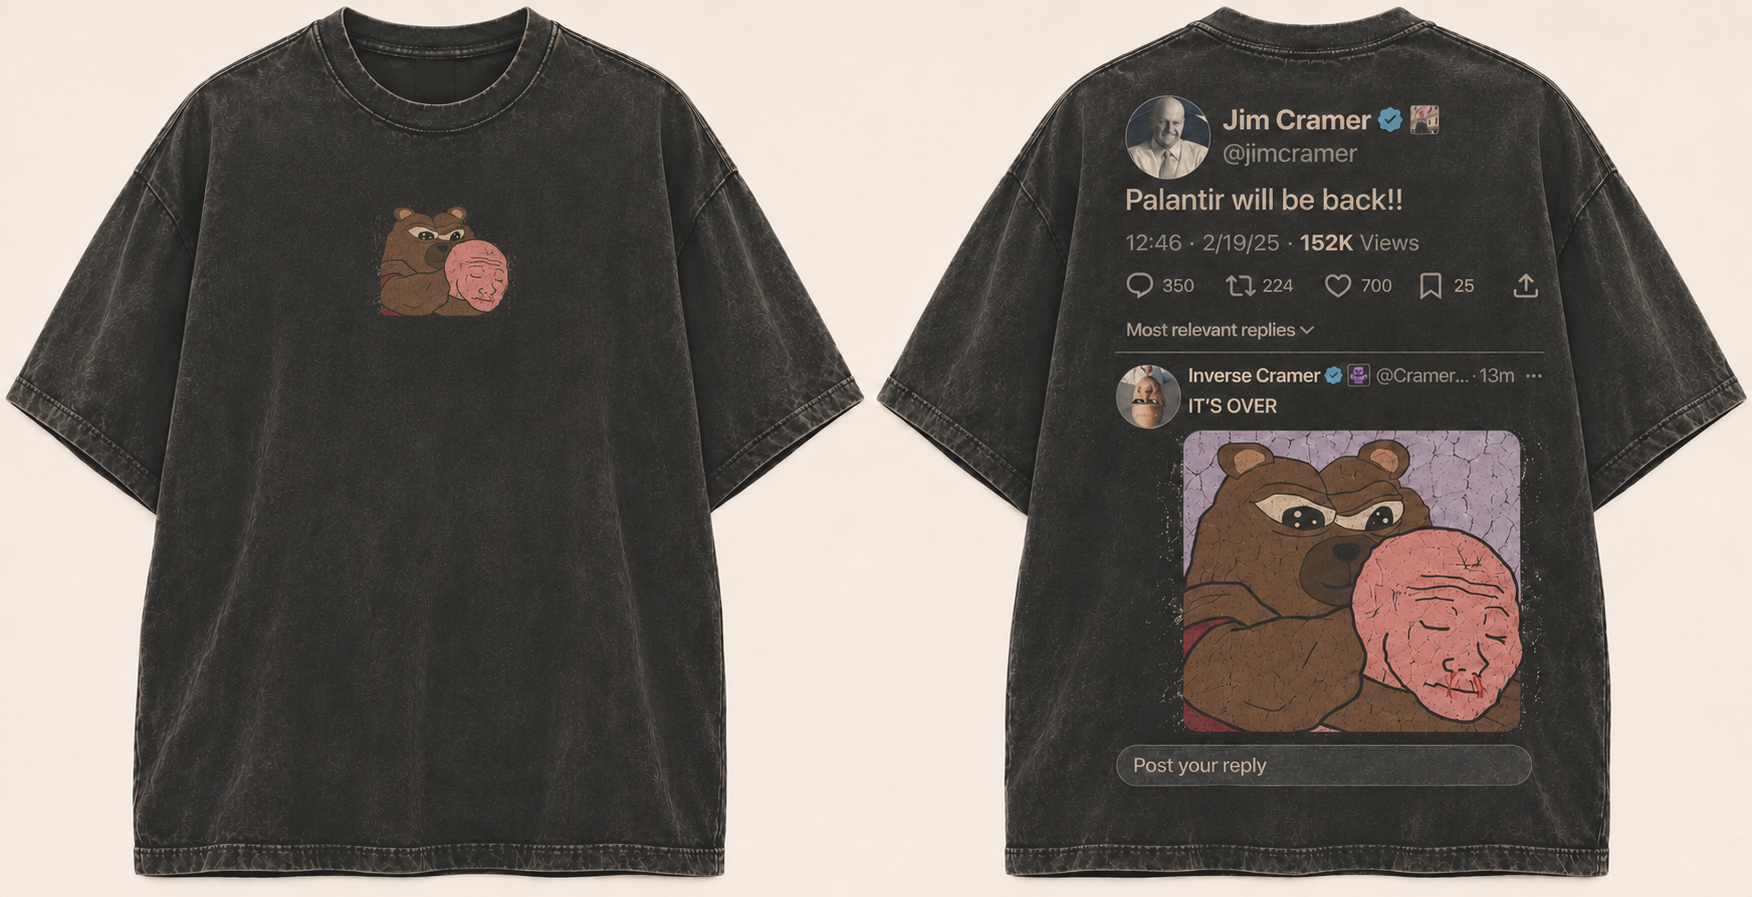 Jim Cramer
@jimcramer
Palantir will be back!!
12:46 · 2/19/25 · 152K Views
350 224 700 25
Most relevant replies
Inverse Cramer @Cramer... · 13m ···
IT'S OVER
Post your reply